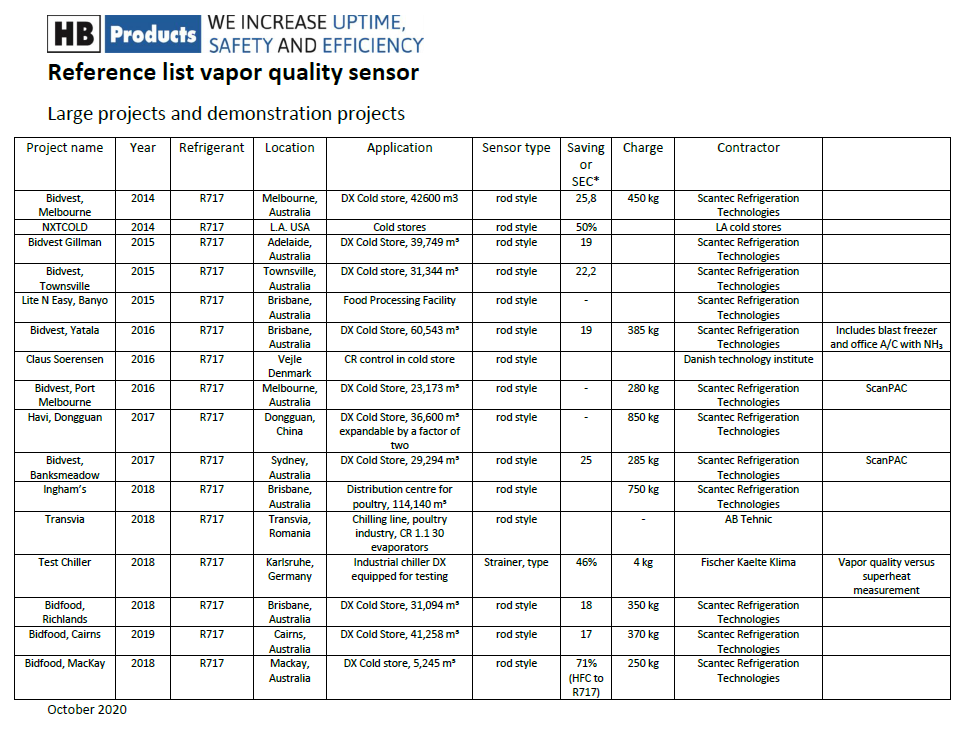 HB Products WE INCREASE UPTIME,
SAFETY AND EFFICIENCY
Reference list vapor quality sensor
Large projects and demonstration projects
Project name Year Refrigerant Location Application Sensor type Saving Charge Contractor
or
SEC*
Bidvest, 2014 R717 Melbourne, DX Cold store, 42600 m3 rod style 25,8 450 kg Scantec Refrigeration
Melbourne Australia Technologies
NXTCOLD 2014 R717 L.A. USA Cold stores rod style 50% LA cold stores
Bidvest Gillman 2015 R717 Adelaide, DX Cold Store, 39,749 m³ rod style 19 Scantec Refrigeration
Australia Technologies
Bidvest, 2015 R717 Townsville, DX Cold Store, 31,344 m³ rod style 22,2 Scantec Refrigeration
Townsville Australia Technologies
Lite N Easy, Banyo 2015 R717 Brisbane, Food Processing Facility rod style - Scantec Refrigeration
Australia Technologies
Bidvest, Yatala 2016 R717 Brisbane, DX Cold Store, 60,543 m³ rod style 19 385 kg Scantec Refrigeration Includes blast freezer
Australia Technologies and office A/C with NH₃
Claus Soerensen 2016 R717 Vejle CR control in cold store rod style Danish technology institute
Denmark
Bidvest, Port 2016 R717 Melbourne, DX Cold Store, 23,173 m³ rod style - 280 kg Scantec Refrigeration ScanPAC
Melbourne Australia Technologies
Havi, Dongguan 2017 R717 Dongguan, DX Cold Store, 36,600 m³ rod style - 850 kg Scantec Refrigeration
China expandable by a factor of Technologies
two
Bidvest, 2017 R717 Sydney, DX Cold Store, 29,294 m³ rod style 25 285 kg Scantec Refrigeration ScanPAC
Banksmeadow Australia Technologies
Ingham's 2018 R717 Brisbane, Distribution centre for rod style 750 kg Scantec Refrigeration
Australia poultry, 114,140 m³ Technologies
Transvia 2018 R717 Transvia, Chilling line, poultry rod style - AB Tehnic
Romania industry, CR 1.1 30
evaporators
Test Chiller 2018 R717 Karlsruhe, Industrial chiller DX Strainer, type 46% 4 kg Fischer Kaelte Klima Vapor quality versus
Germany equipped for testing superheat
measurement
Bidfood, 2018 R717 Brisbane, DX Cold Store, 31,094 m³ rod style 18 350 kg Scantec Refrigeration
Richlands Australia Technologies
Bidfood, Cairns 2019 R717 Cairns, DX Cold Store, 41,258 m³ rod style 17 370 kg Scantec Refrigeration
Australia Technologies
Bidfood, MacKay 2018 R717 Mackay, DX Cold store, 5,245 m³ rod style 71% 250 kg Scantec Refrigeration
Australia (HFC to Technologies
R717)
October 2020